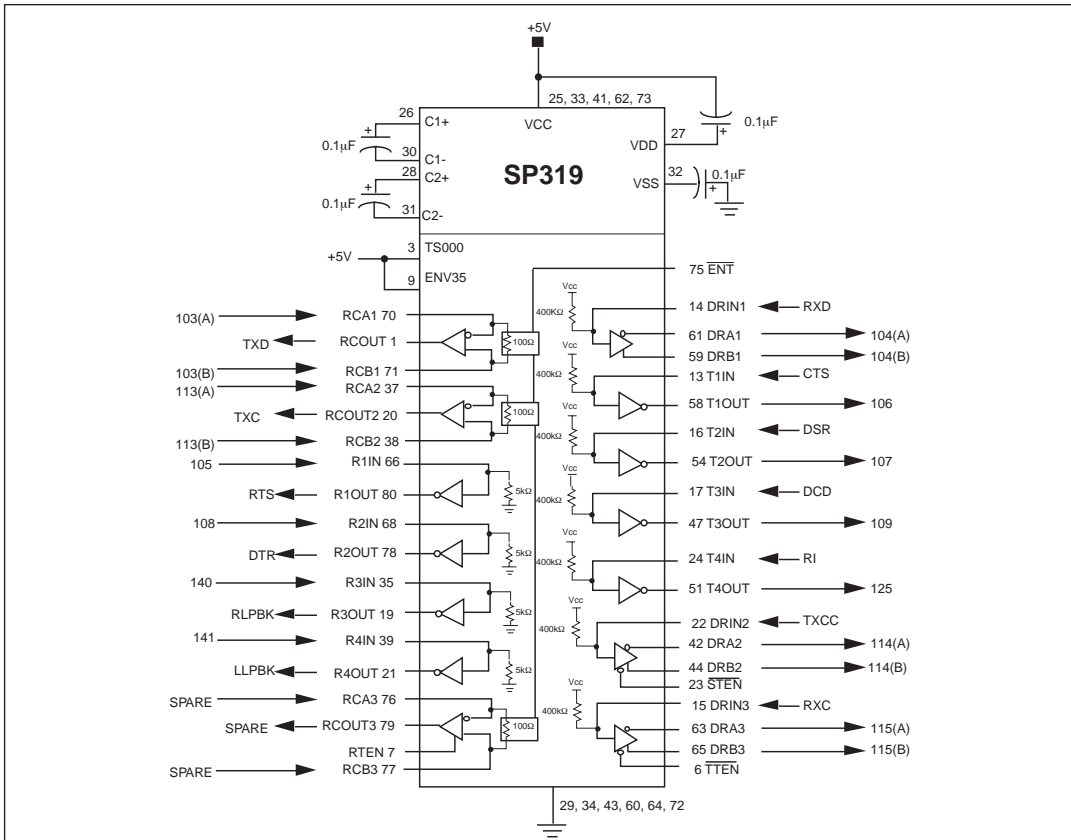 +5V
25, 33, 41, 62, 73
26
C1+
VCC
27
0.1µF
0.1µF
30
C1-
VDD
28
C2+
SP319
32
0.1µF
VSS
0.1µF
31
C2-
3
TS000
+5V
9
ENV35
75 ENT
103(A)
RCA1 70
TXD
RCOUT 1
100Ω
103(B)
RCB1 71
113(A)
RCA2 37
TXC
RCOUT2 20
100Ω
113(B)
RCB2 38
105
R1IN 66
RTS
R1OUT 80
5kΩ
108
R2IN 68
DTR
R2OUT 78
5kΩ
140
R3IN 35
RLPBK
R3OUT 19
5kΩ
141
R4IN 39
LLPBK
R4OUT 21
5kΩ
SPARE
RCA3 76
SPARE
RCOUT3 79
100Ω
RTEN 7
SPARE
RCB3 77
Vcc
400KΩ
14 DRIN1
RXD
61 DRA1
104(A)
59 DRB1
104(B)
Vcc
400kΩ
13 T1IN
CTS
58 T1OUT
106
Vcc
400kΩ
16 T2IN
DSR
54 T2OUT
107
Vcc
400kΩ
17 T3IN
DCD
47 T3OUT
109
Vcc
400kΩ
24 T4IN
RI
51 T4OUT
125
Vcc
400kΩ
22 DRIN2
TXCC
42 DRA2
114(A)
44 DRB2
114(B)
23 STEN
Vcc
400kΩ
15 DRIN3
RXC
63 DRA3
115(A)
65 DRB3
115(B)
6 TTEN
29, 34, 43, 60, 64, 72